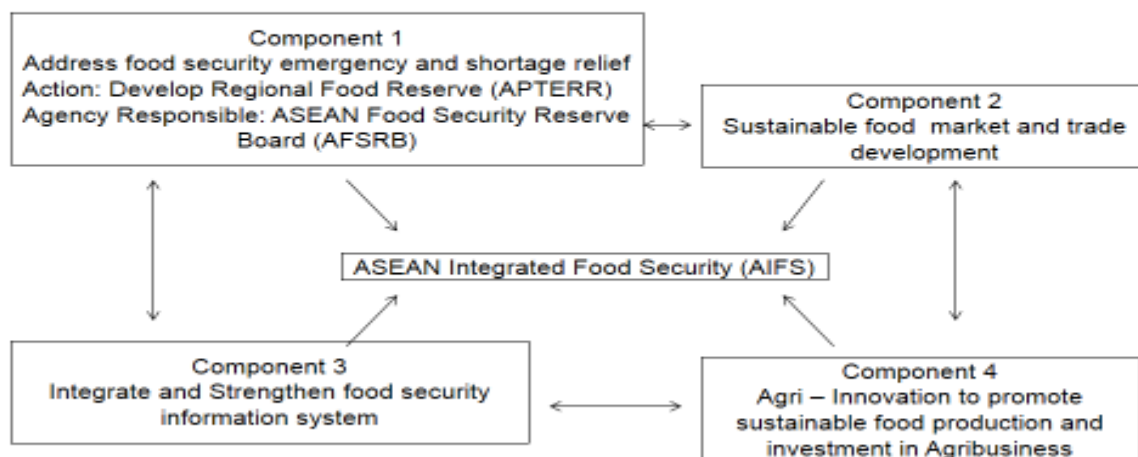 Component 1
Address food security emergency and shortage relief
Action: Develop Regional Food Reserve (APTERR)
Agency Responsible: ASEAN Food Security Reserve
Board (AFSRB)
Component 2
Sustainable food market and trade
development
ASEAN Integrated Food Security (AIFS)
Component 3
Integrate and Strengthen food security
information system
Component 4
Agri – Innovation to promote
sustainable food production and
investment in Agribusiness